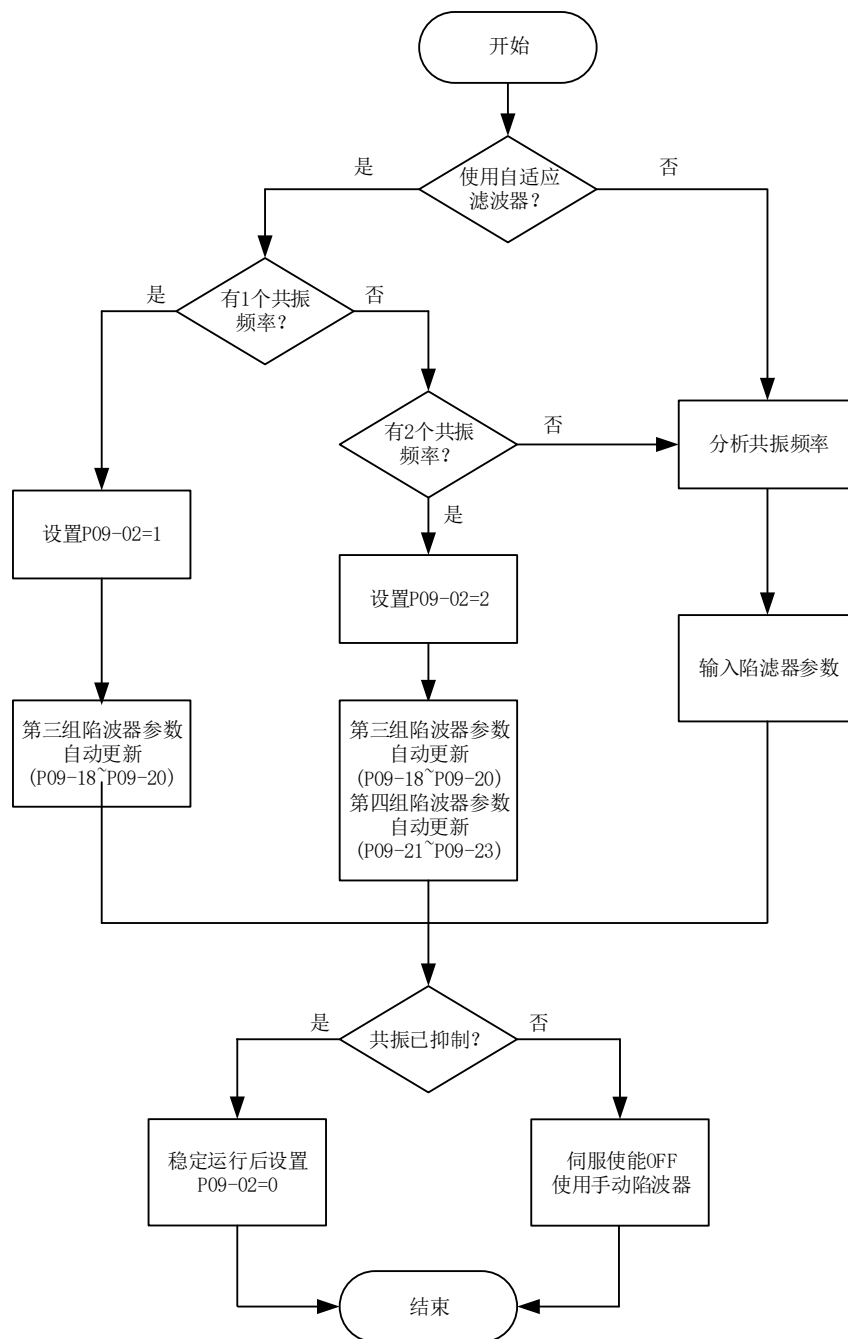 开始
是
使用自适应
滤波器?
否
是
有1个共振
频率?
否
有2个共振
频率?
否
分析共振频率
设置P09-02=1
是
设置P09-02=2
输入陷滤器参数
第三组陷波器参数
自动更新
(P09-18~P09-20)
第三组陷波器参数
自动更新
(P09-18~P09-20)
第四组陷波器参数
自动更新
(P09-21~P09-23)
是
共振已抑制?
否
稳定运行后设置
P09-02=0
伺服使能OFF
使用手动陷波器
结束